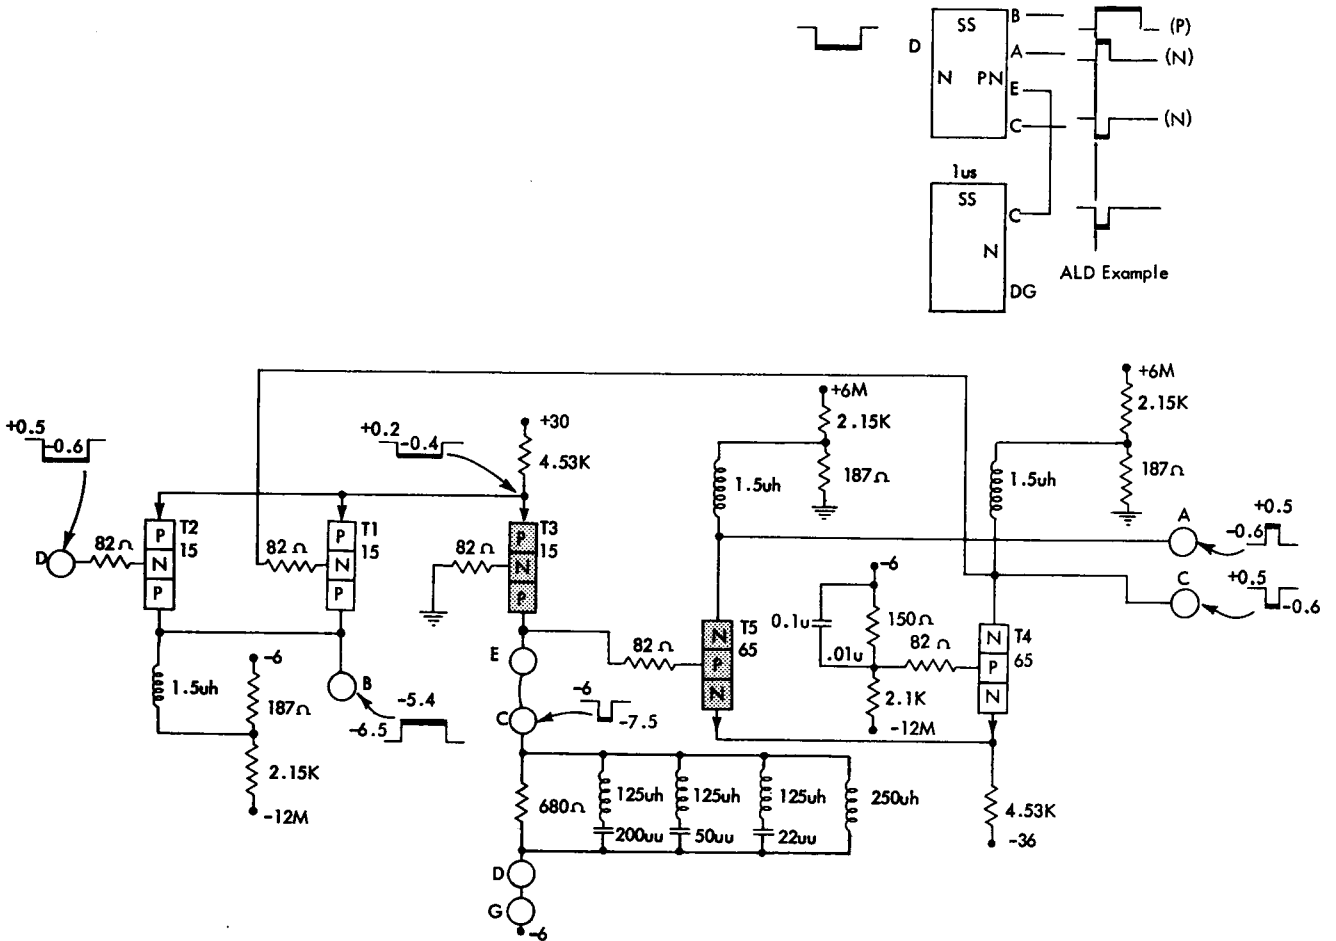 SS
B
(P)
D
A
(N)
N PN
E
C
(N)
1us
SS
C
N
ALD Example
DG
+6M
+6M
2.15K
+30
2.15K
+0.5
-0.6
+0.2
-0.4
4.53K
187Ω
187Ω
1.5uh
1.5uh
+0.5
A
-0.6
P
T2
15
P
T1
15
P
T3
15
82Ω
82Ω
82Ω
D
N
N
N
P
P
P
-6
C
+0.5
-0.6
0.1u
150Ω
T5
65
82Ω
N
T4
65
N
82Ω
.01u
P
P
E
N
N
-6
1.5uh
187Ω
B
-5.4
-6.5
-6
-7.5
C
2.1K
-12M
2.15K
-12M
680Ω
125uh
125uh
125uh
250uh
200uu
50uu
22uu
4.53K
-36
D
G
-6